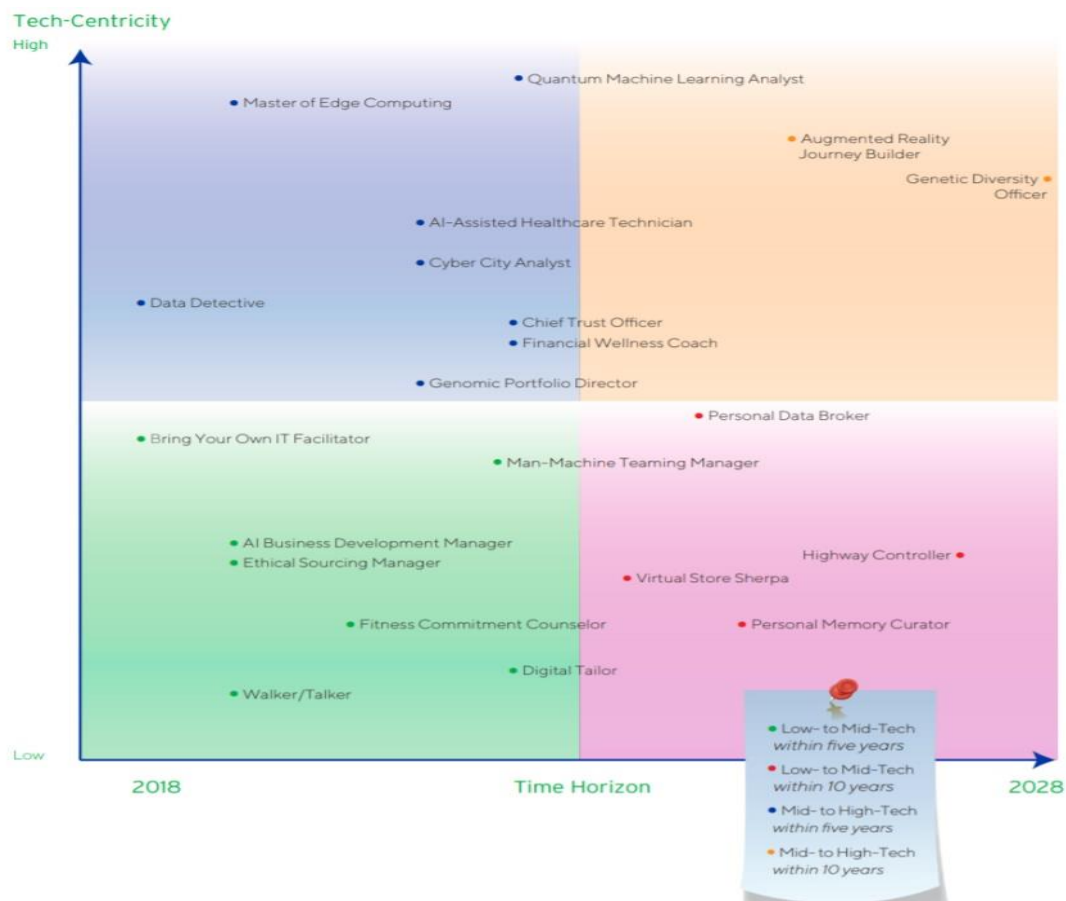 Tech-Centricity
High
Quantum Machine Learning Analyst
Master of Edge Computing
Augmented Reality
Journey Builder
Genetic Diversity
Officer
AI-Assisted Healthcare Technician
Cyber City Analyst
Data Detective
Chief Trust Officer
Financial Wellness Coach
Genomic Portfolio Director
Personal Data Broker
Bring Your Own IT Facilitator
Man-Machine Teaming Manager
AI Business Development Manager
Highway Controller
Ethical Sourcing Manager
Virtual Store Sherpa
Fitness Commitment Counselor
Personal Memory Curator
Digital Tailor
Walker/Talker
Low- to Mid-Tech
within five years
Low- to Mid-Tech
within 10 years
Mid- to High-Tech
within five years
Mid- to High-Tech
within 10 years
Low
2018
Time Horizon
2028